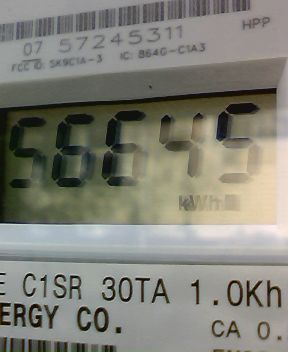 07 57245311 HPP
FCC ID: SK9C1A-3 IC: 864G-C1A3
56645
kWh
E C1SR 30TA 1.0Kh
ERGY CO. CA 0.